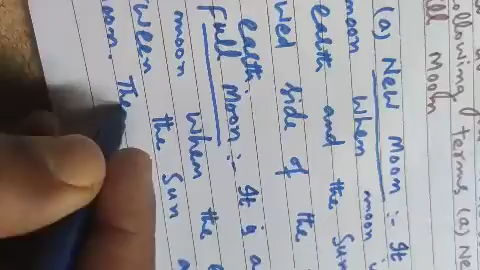 following terms (a) Ne
ll Moon
(a) New Moon :- It
moon when moon
earth and the Sun
side of the
earth.
Full Moon :- It is a
moon when the
ween the Sun
oon. The